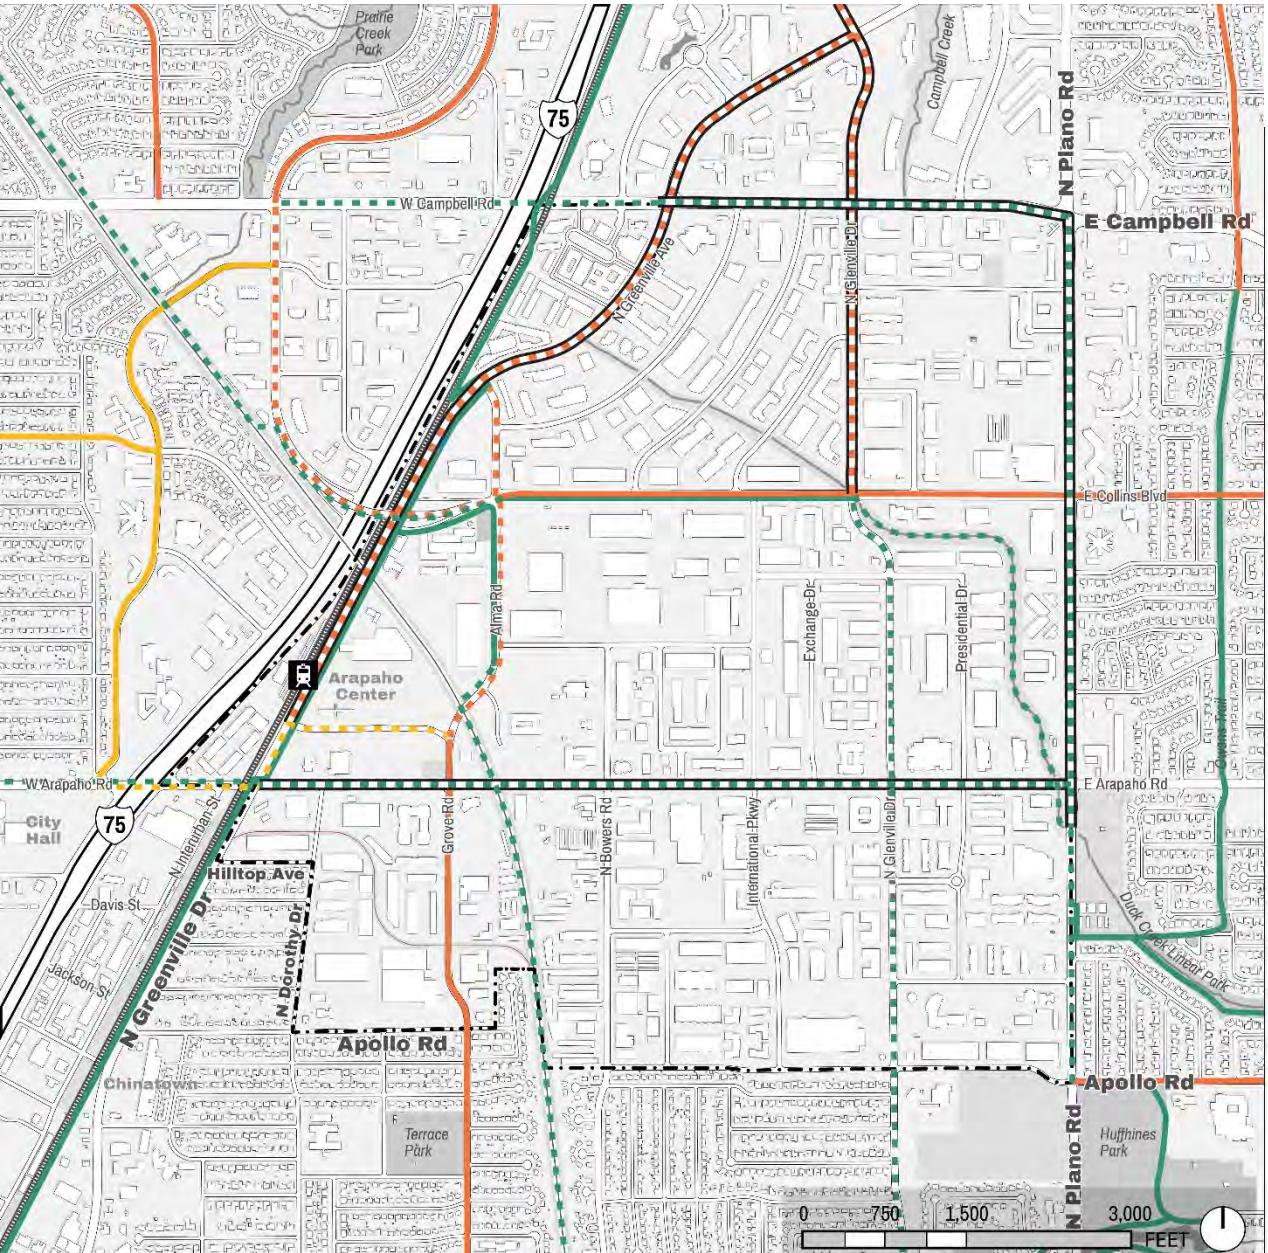 Prairie
Creek
Park
75
Campbell Creek
N Plano Rd
W Campbell Rd
E Campbell Rd
N Greenville Ave
N Glenville Dr
E Collins Blvd
Alma Rd
Exchange Dr
Presidential Dr
Arapaho
Center
Owens Trail
W Arapaho Rd
E Arapaho Rd
75
City
Hall
N Interurban St
Grove Rd
N Bowers Rd
International Pkwy
N Glenville Dr
Hilltop Ave
Davis St
N Greenville Dr
N Dorothy Dr
Duck Creek Linear Park
Jackson St
Apollo Rd
Chinatown
Apollo Rd
Terrace
Park
Huffhines
Park
N Plano Rd
0 750 1,500 3,000
FEET